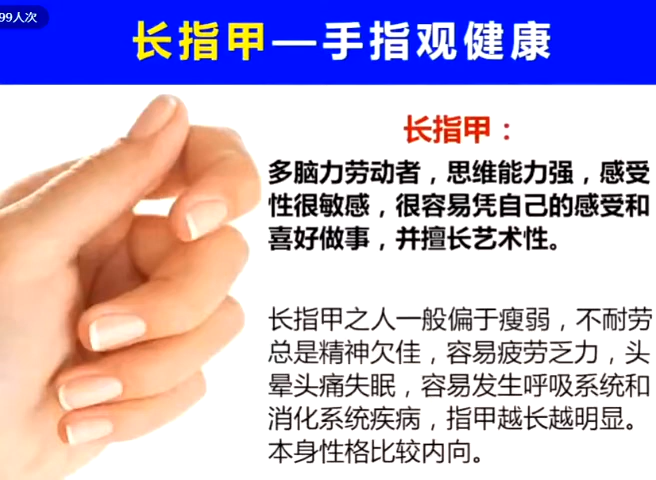 99人次
长指甲—手指观健康
长指甲：
多脑力劳动者，思维能力强，感受
性很敏感，很容易凭自己的感受和
喜好做事，并擅长艺术性。
长指甲之人一般偏于瘦弱，不耐劳
总是精神欠佳，容易疲劳乏力，头
晕头痛失眠，容易发生呼吸系统和
消化系统疾病，指甲越长越明显。
本身性格比较内向。